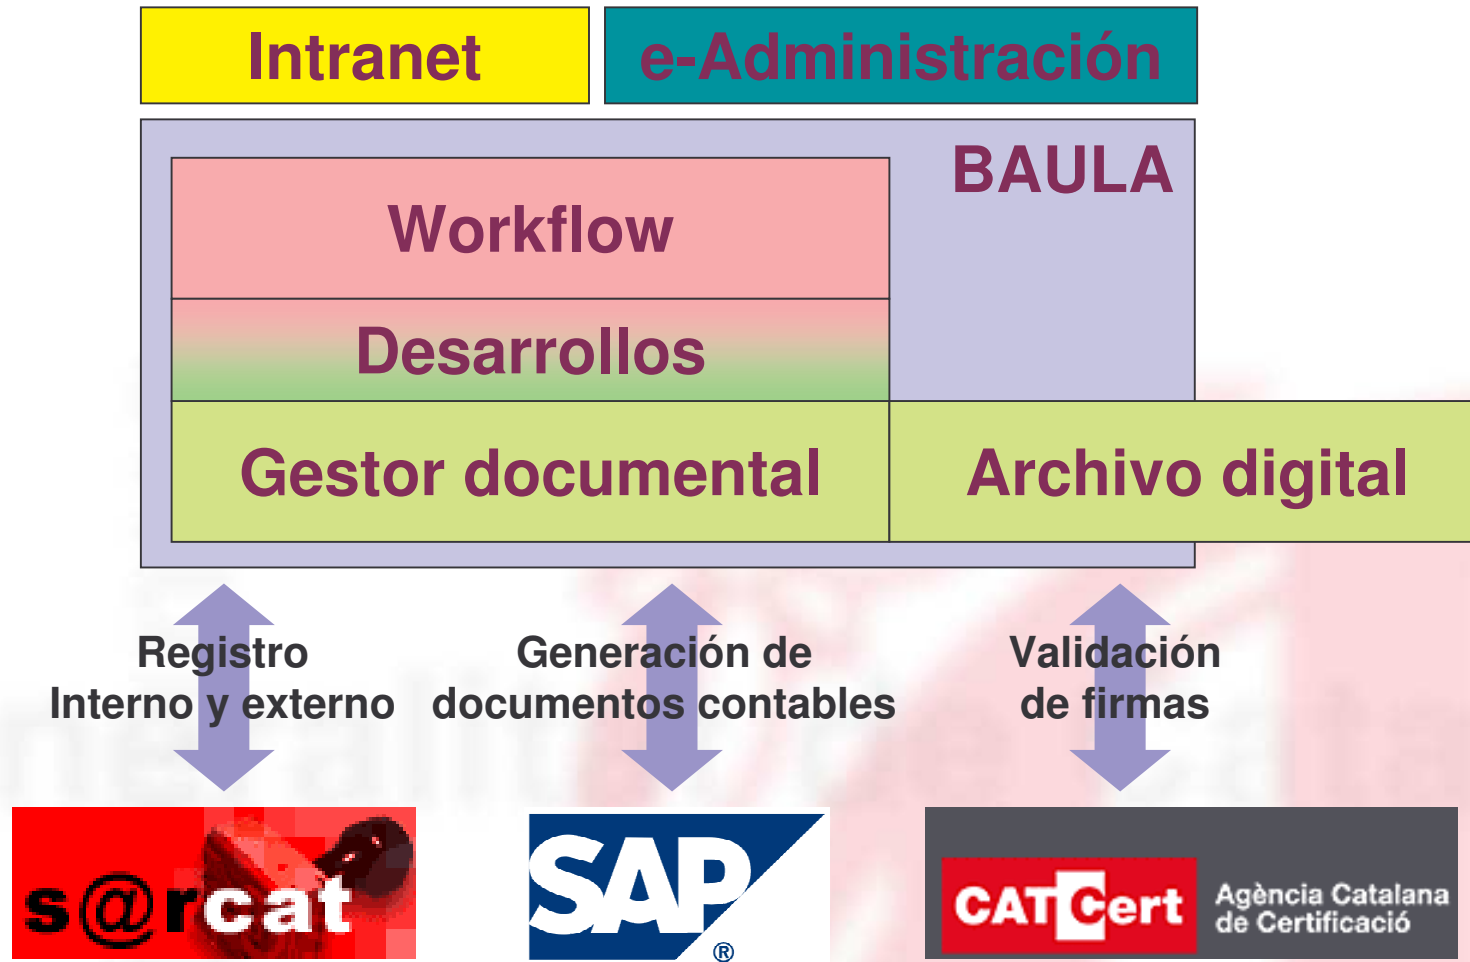 Intranet
e-Administración
BAULA
Workflow
Desarrollos
Gestor documental
Archivo digital
Registro
Interno y externo
Generación de
documentos contables
Validación
de firmas
s@rcat
SAP
®
CATCert
Agència Catalana
de Certificació